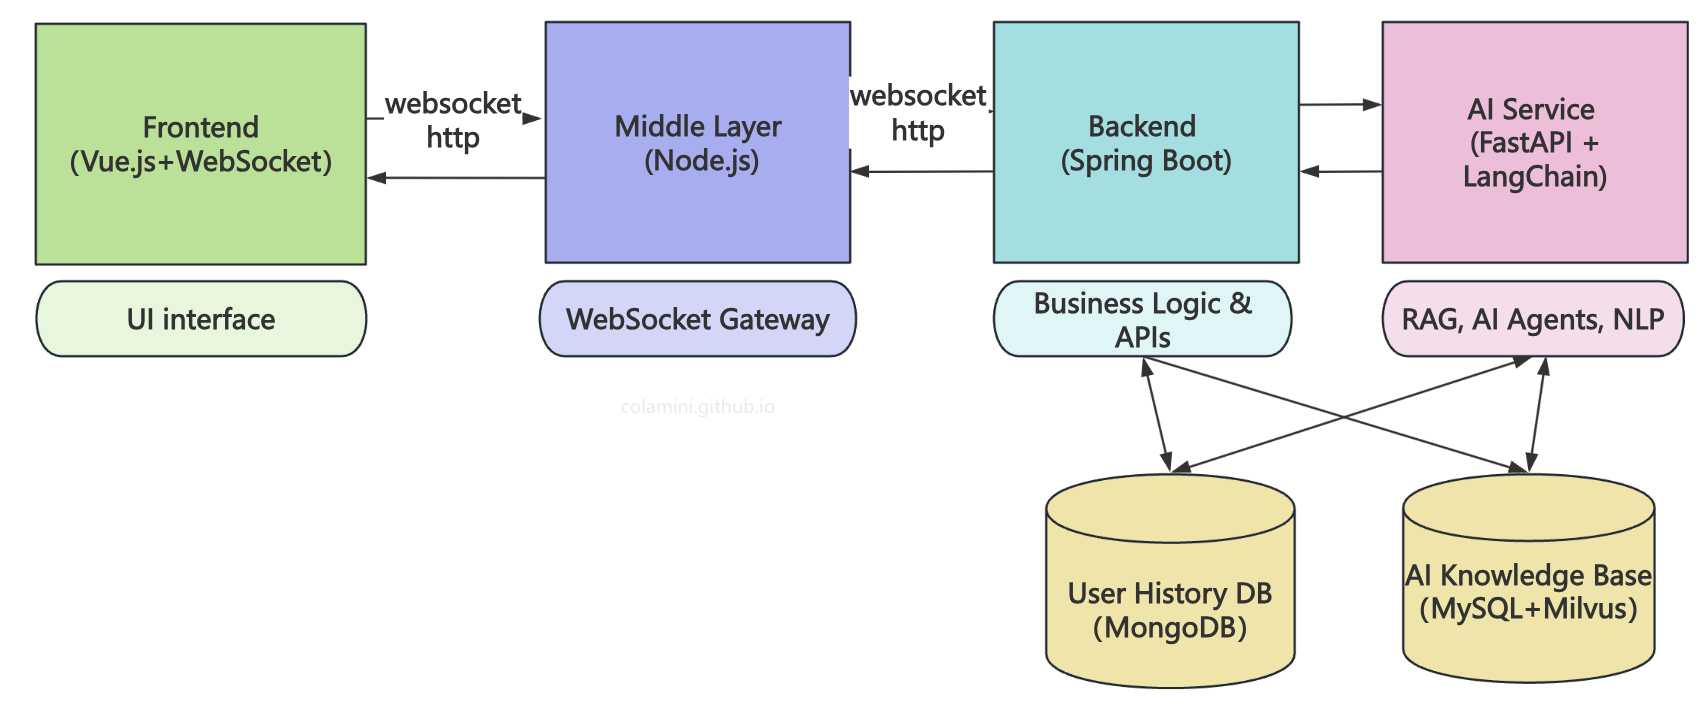 Frontend
(Vue.js+WebSocket)
websocket
http
Middle Layer
(Node.js)
websocket
http
Backend
(Spring Boot)
AI Service
(FastAPI +
LangChain)
UI interface
WebSocket Gateway
Business Logic &
APIs
RAG, AI Agents, NLP
colamini.github.io
User History DB
(MongoDB)
AI Knowledge Base
(MySQL+Milvus)